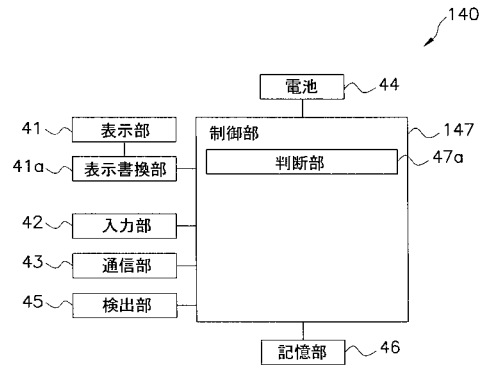 140
電池 44
41 表示部
制御部 147
判断部 47a
41a 表示書換部
42 入力部
43 通信部
45 検出部
記憶部 46